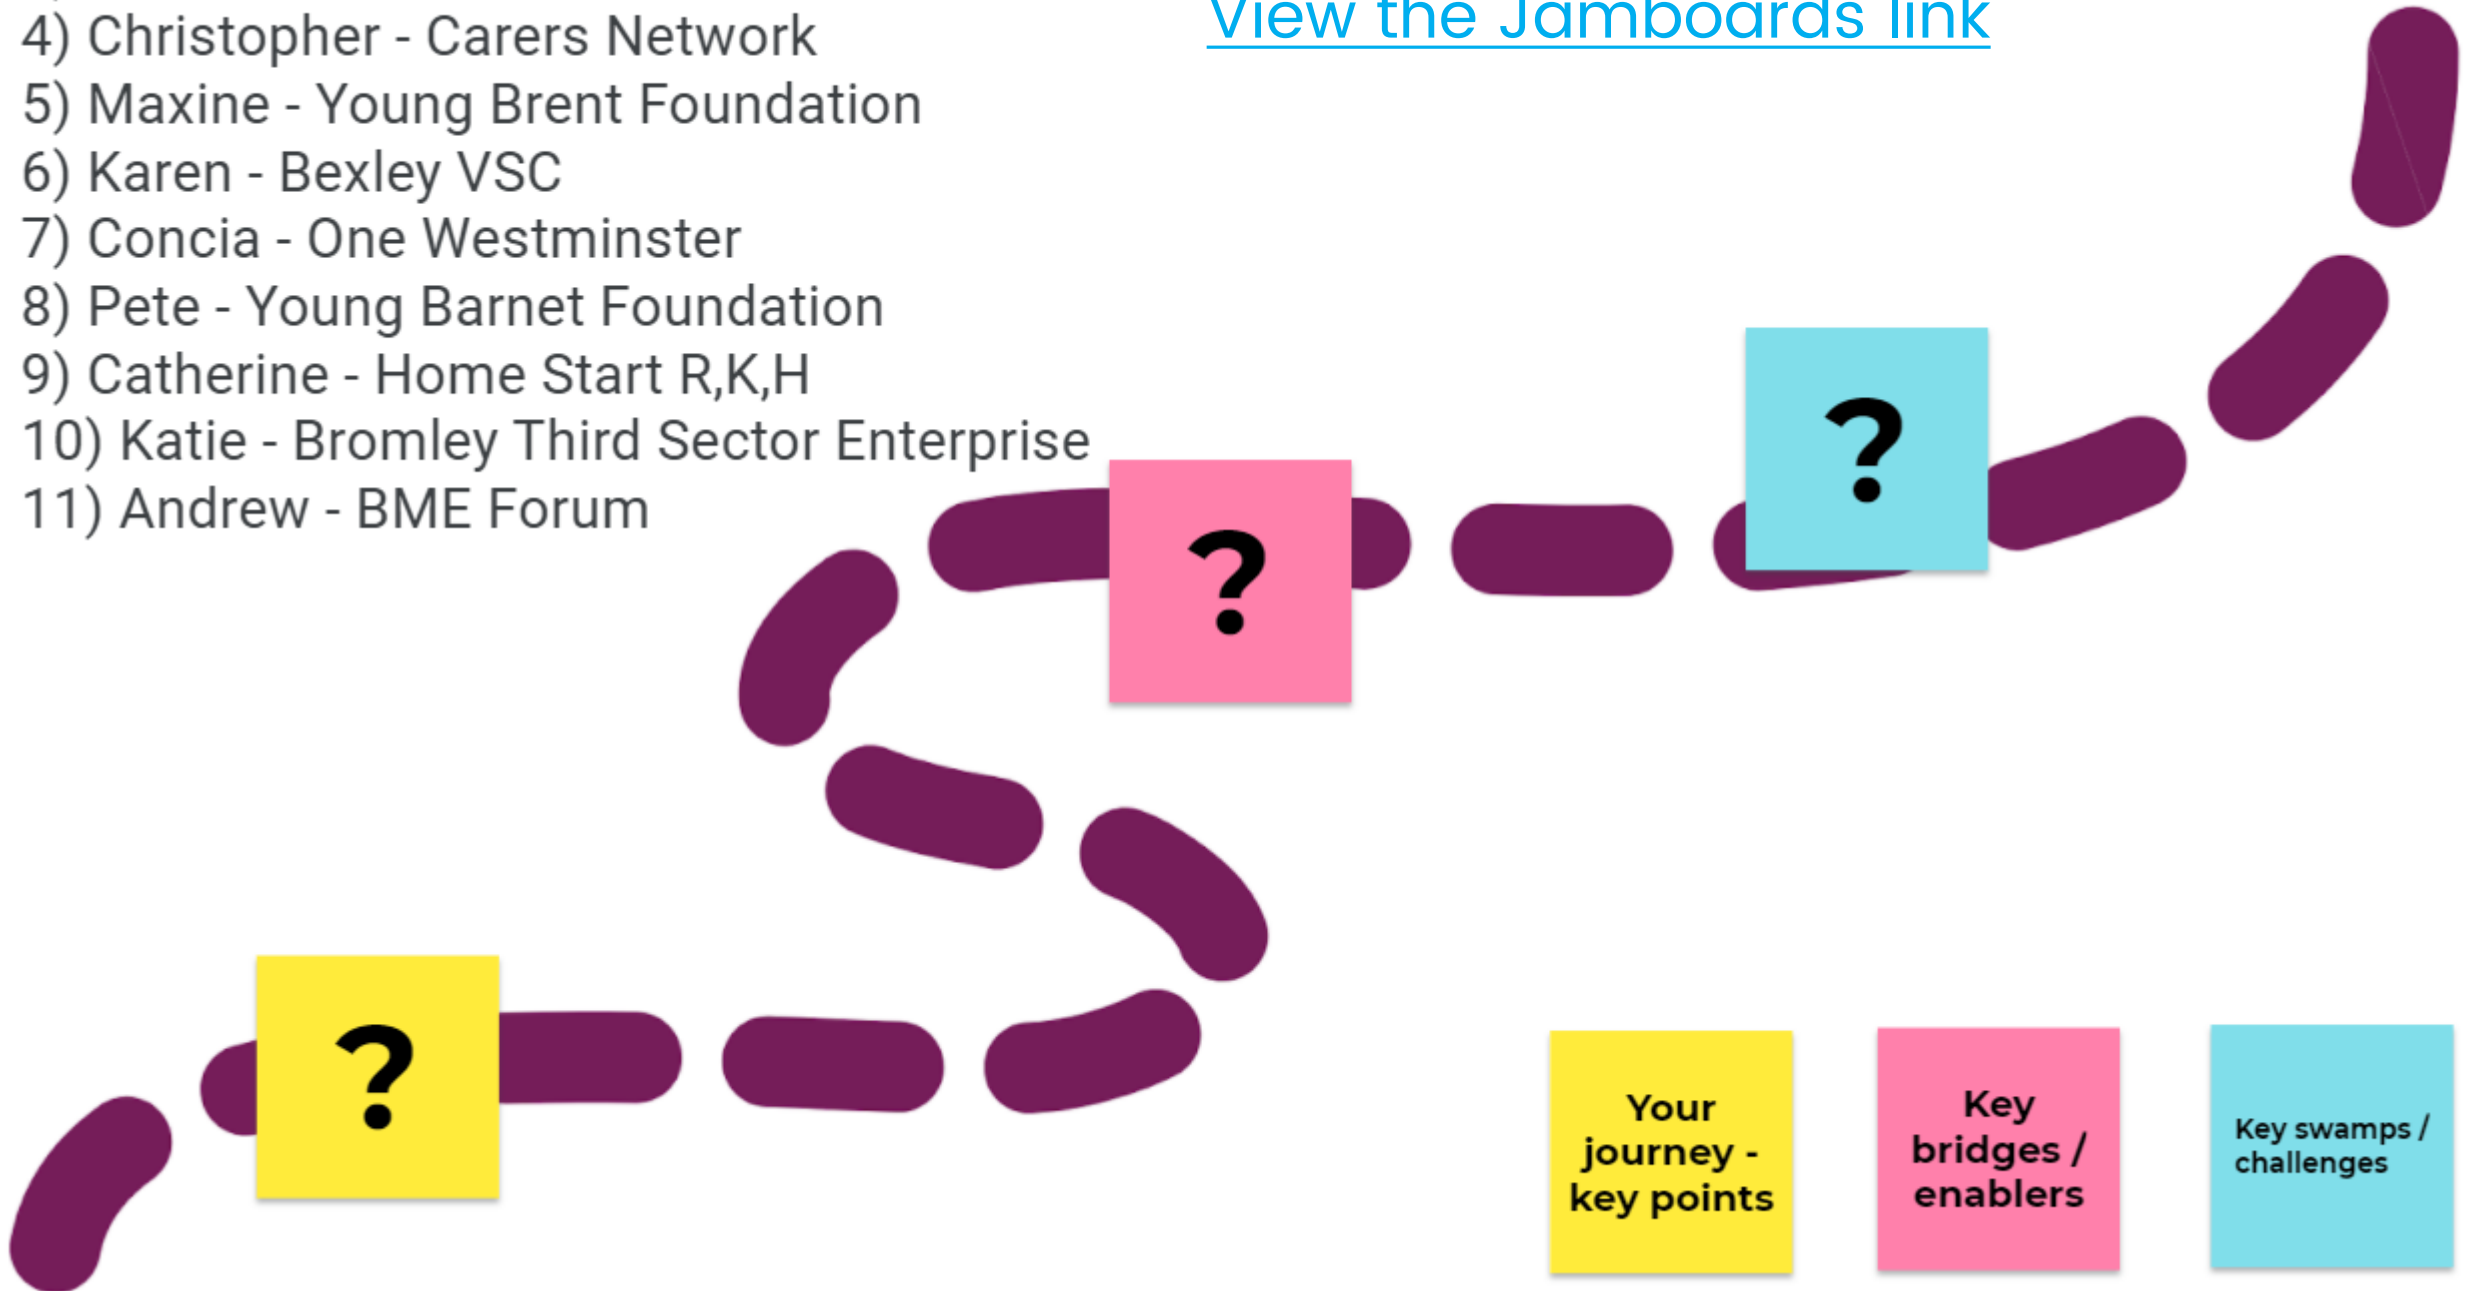 4) Christopher - Carers Network
5) Maxine - Young Brent Foundation
6) Karen - Bexley VSC
7) Concia - One Westminster
8) Pete - Young Barnet Foundation
9) Catherine - Home Start R,K,H
10) Katie - Bromley Third Sector Enterprise
11) Andrew - BME Forum
View the Jamboards link
?
?
?
Your
journey -
key points
Key
bridges /
enablers
Key swamps /
challenges